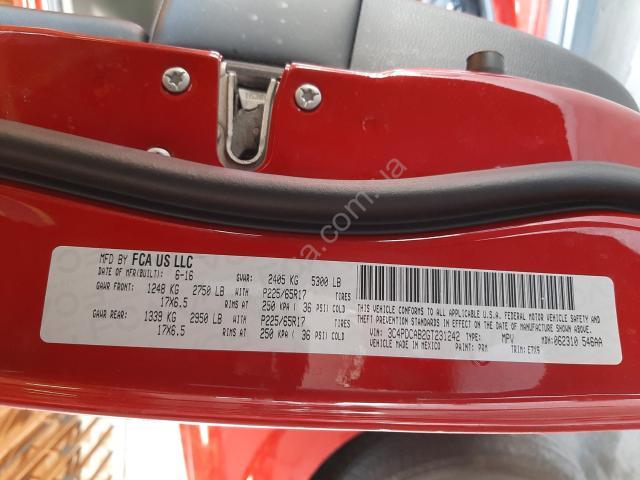 MFD BY FCA US LLC
DATE OF MFR(BUILT): 6-16 GVWR: 2405 KG 5300 LB
GAWR FRONT: 1248 KG 2750 LB WITH P225/65R17 TIRES
17X6.5 RIMS AT 250 KPA ( 36 PSI) COLD
GAWR REAR: 1339 KG 2950 LB WITH P225/65R17 TIRES
17X6.5 RIMS AT 250 KPA ( 36 PSI) COLD
THIS VEHICLE CONFORMS TO ALL APPLICABLE U.S.A. FEDERAL MOTOR VEHICLE SAFETY AND
THEFT PREVENTION STANDARDS IN EFFECT ON THE DATE OF MANUFACTURE SHOWN ABOVE.
VIN: 3C4PDCAB2GT231242 TYPE: MPV MDH: 062310 546AA
VEHICLE MADE IN MEXICO PAINT: PRM TRIM: E7X9
.com.ua